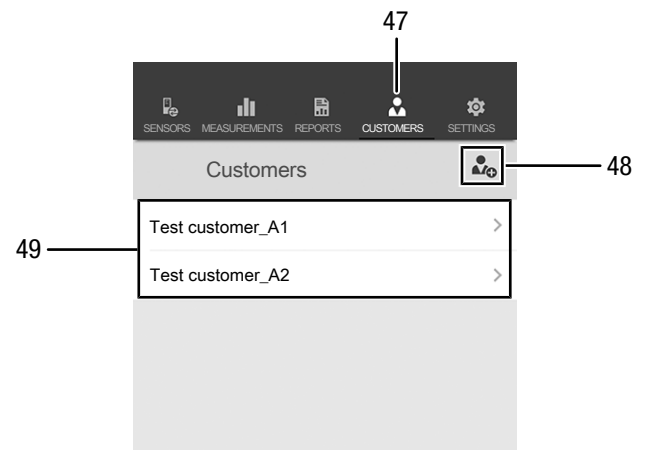 47
SENSORS MEASUREMENTS REPORTS CUSTOMERS SETTINGS
Customers
48
Test customer_A1
49
Test customer_A2